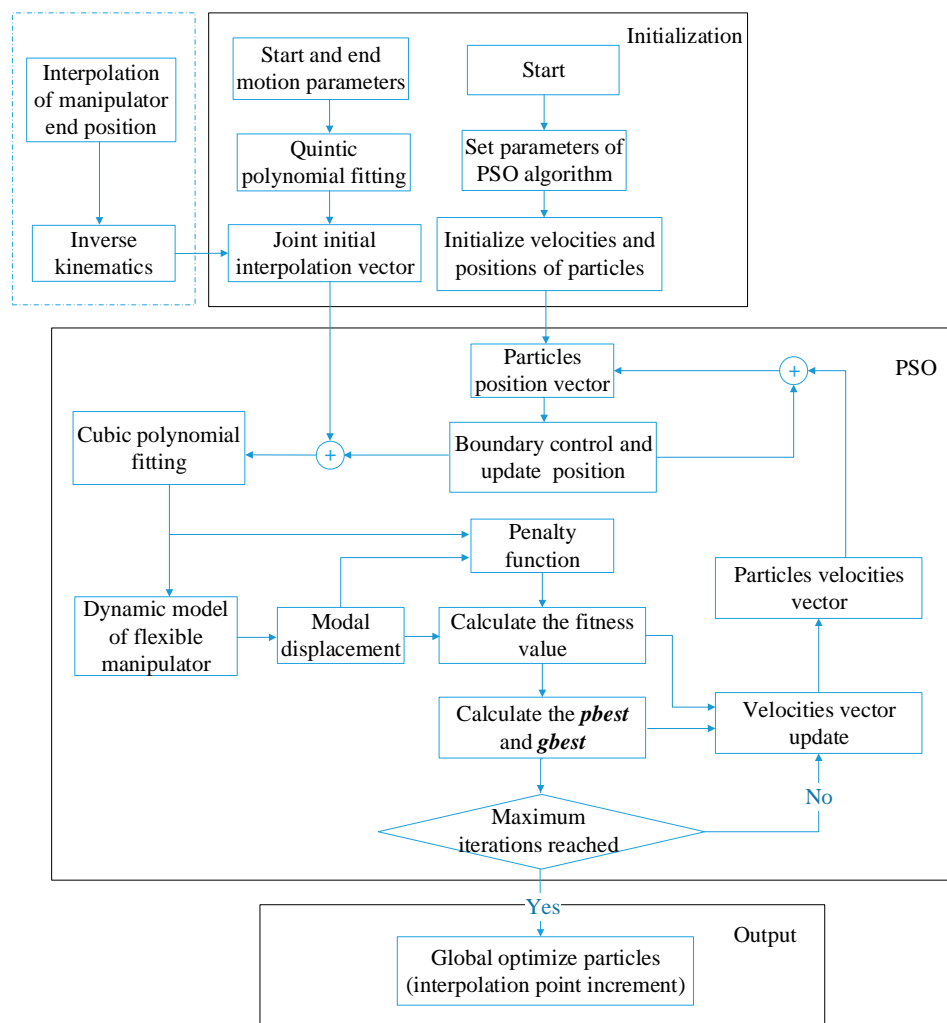 Initialization
Start and end
motion parameters
Start
Interpolation
of manipulator
end position
Quintic
polynomial fitting
Set parameters of
PSO algorithm
Inverse
kinematics
Joint initial
interpolation vector
Initialize velocities and
positions of particles
PSO
Particles
position vector
+
Cubic polynomial
fitting
+
Boundary control and
update position
Penalty
function
Particles velocities
vector
Dynamic model
of flexible
manipulator
Modal
displacement
Calculate the fitness
value
Calculate the pbest
and gbest
Velocities vector
update
No
Maximum
iterations reached
Yes
Output
Global optimize particles
(interpolation point increment)